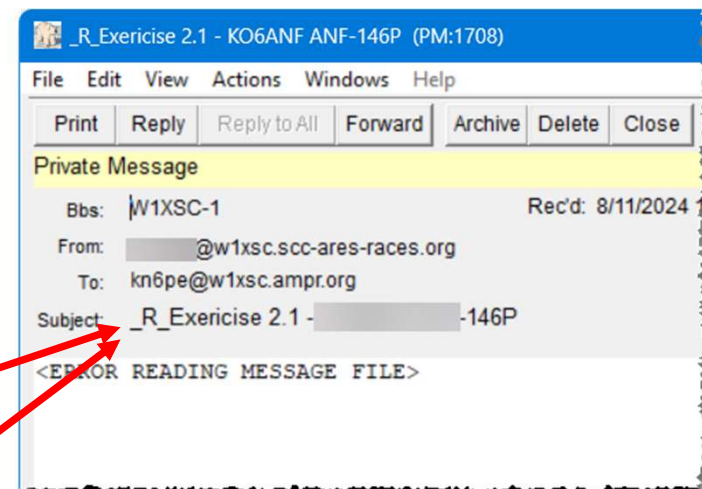 _R_Exericise 2.1 - KO6ANF ANF-146P (PM:1708)
File Edit View Actions Windows Help
Print Reply Reply to All Forward Archive Delete Close
Private Message
Bbs: W1XSC-1 Rec'd: 8/11/2024
From: @w1xsc.scc-ares-races.org
To: kn6pe@w1xsc.ampr.org
Subject: _R_Exericise 2.1 - -146P
<ERROR READING MESSAGE FILE>